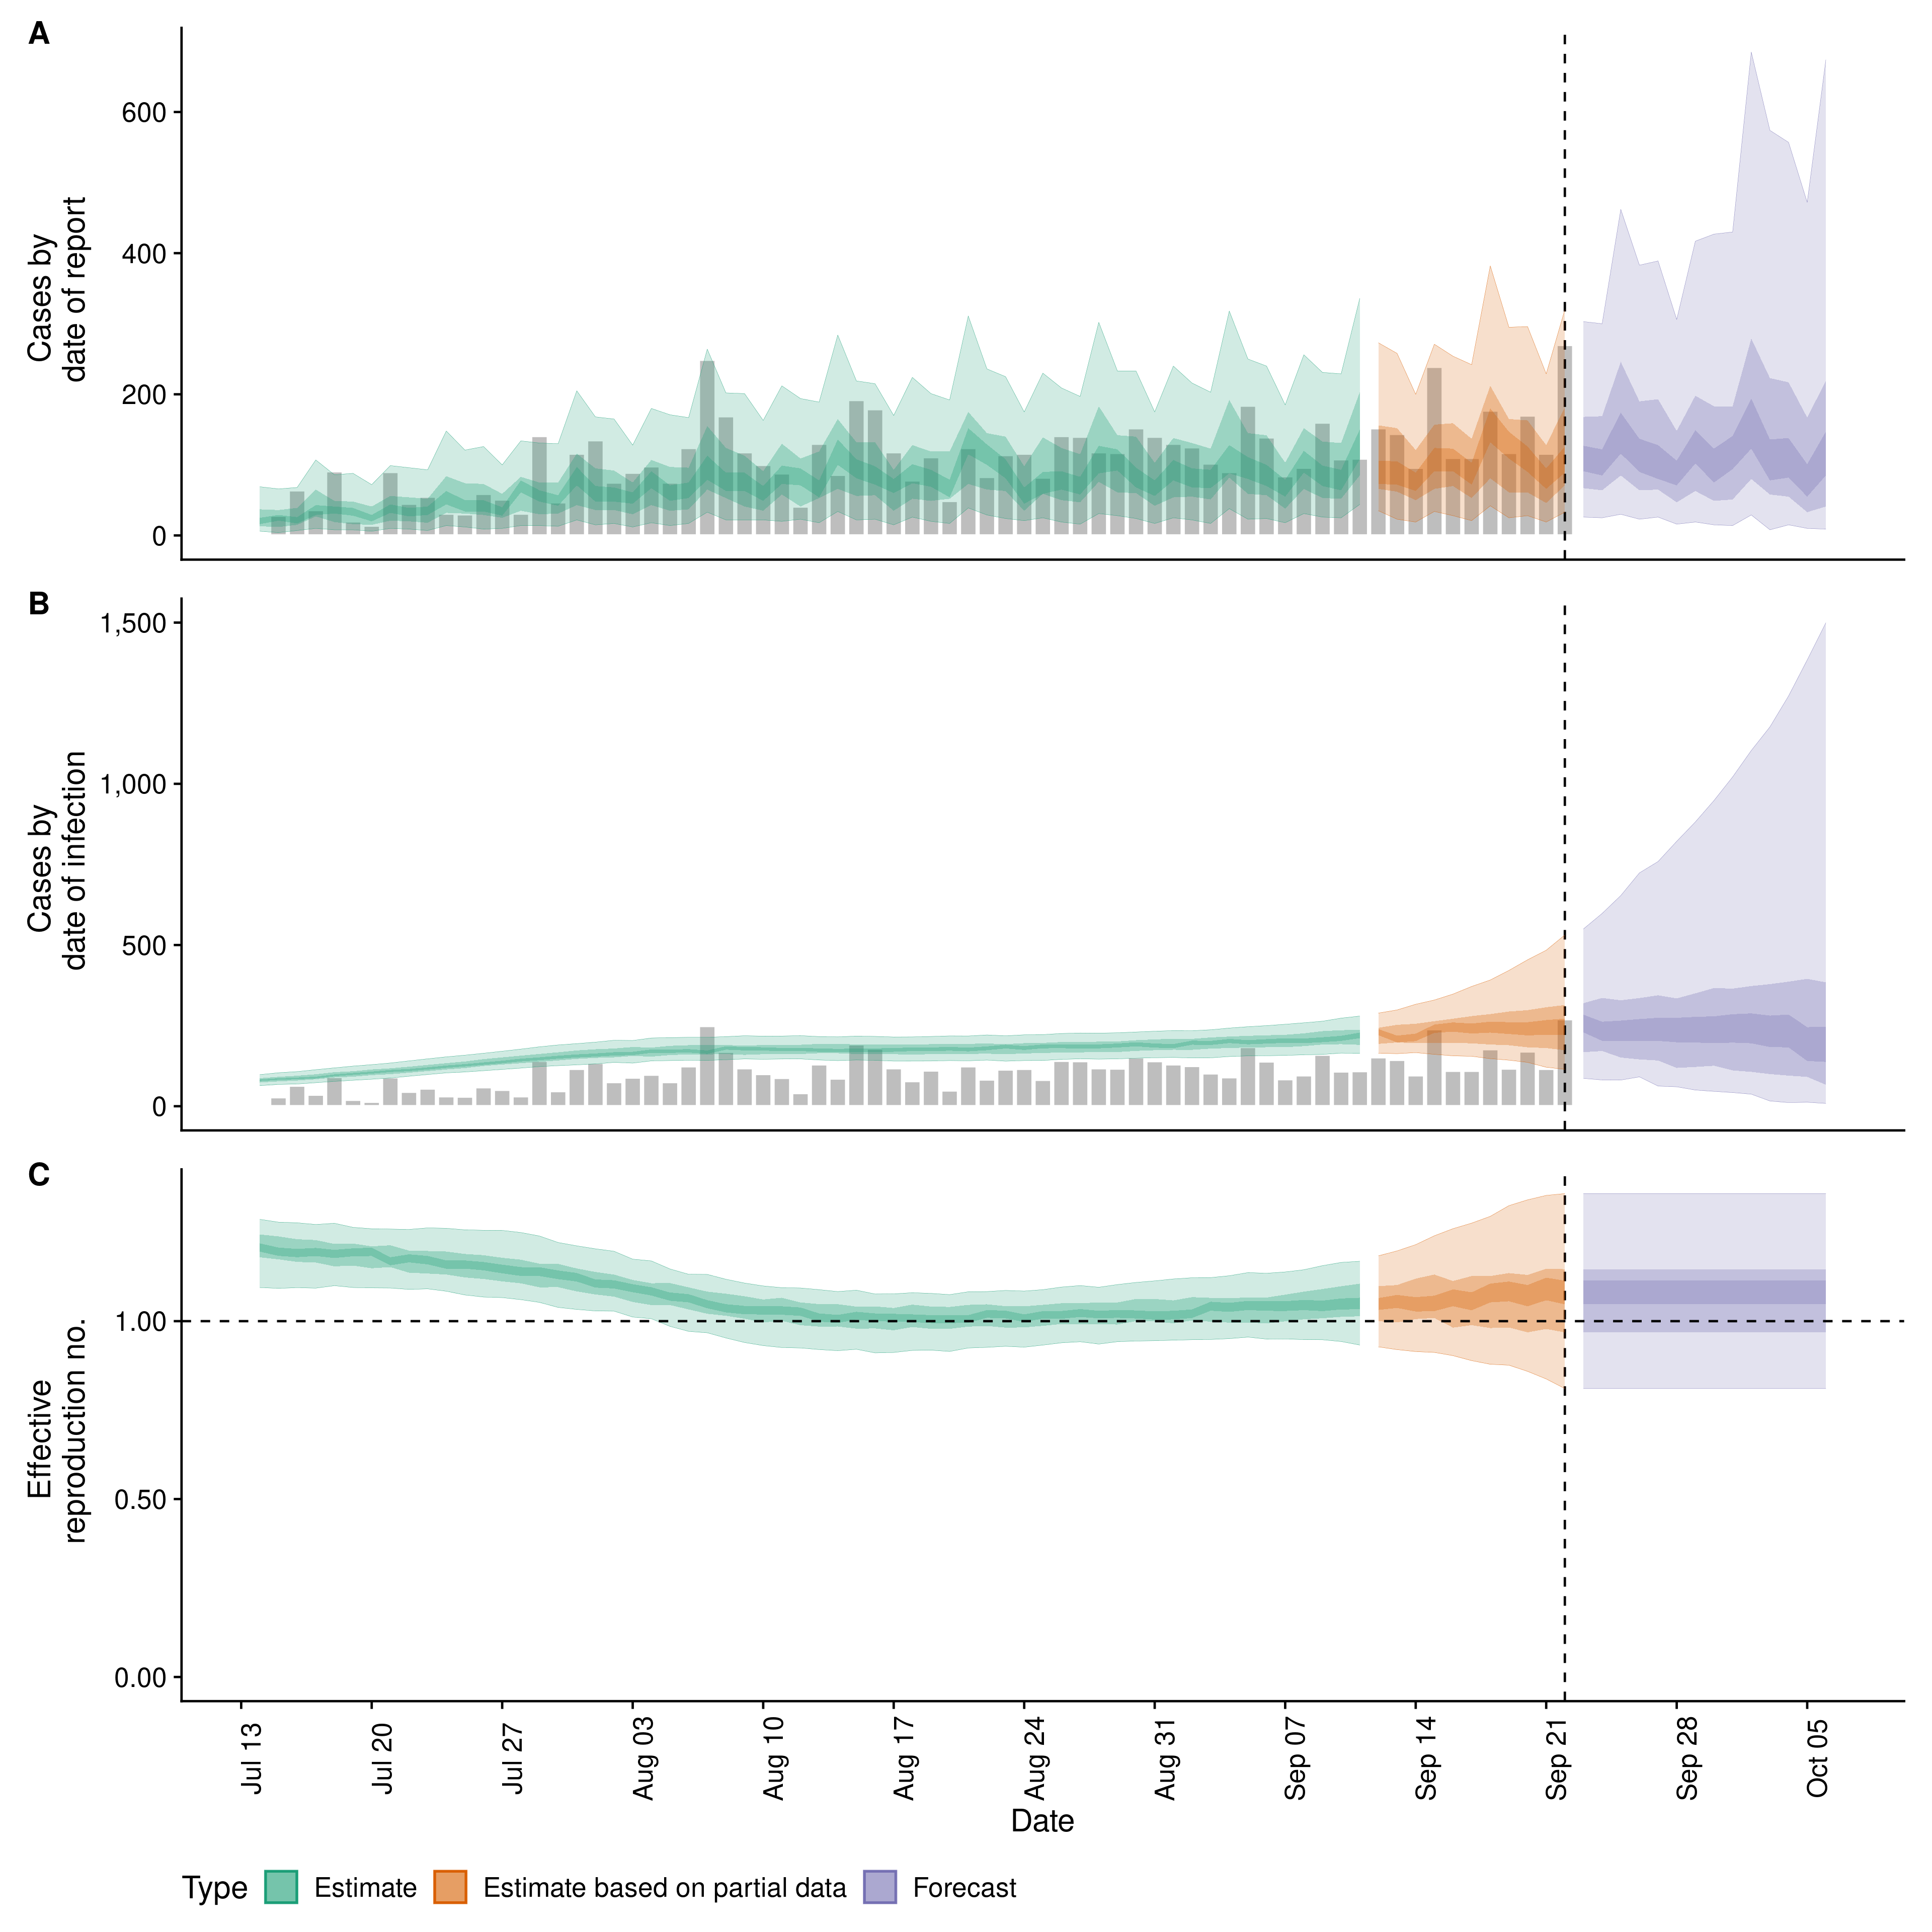 A
600
400
200
0
Cases by
date of report
B
1,500
1,000
500
0
Cases by
date of infection
C
1.00
0.50
0.00
Effective
reproduction no.
Jul 13
Jul 20
Jul 27
Aug 03
Aug 10
Aug 17
Aug 24
Aug 31
Sep 07
Sep 14
Sep 21
Sep 28
Oct 05
Date
Type Estimate Estimate based on partial data Forecast